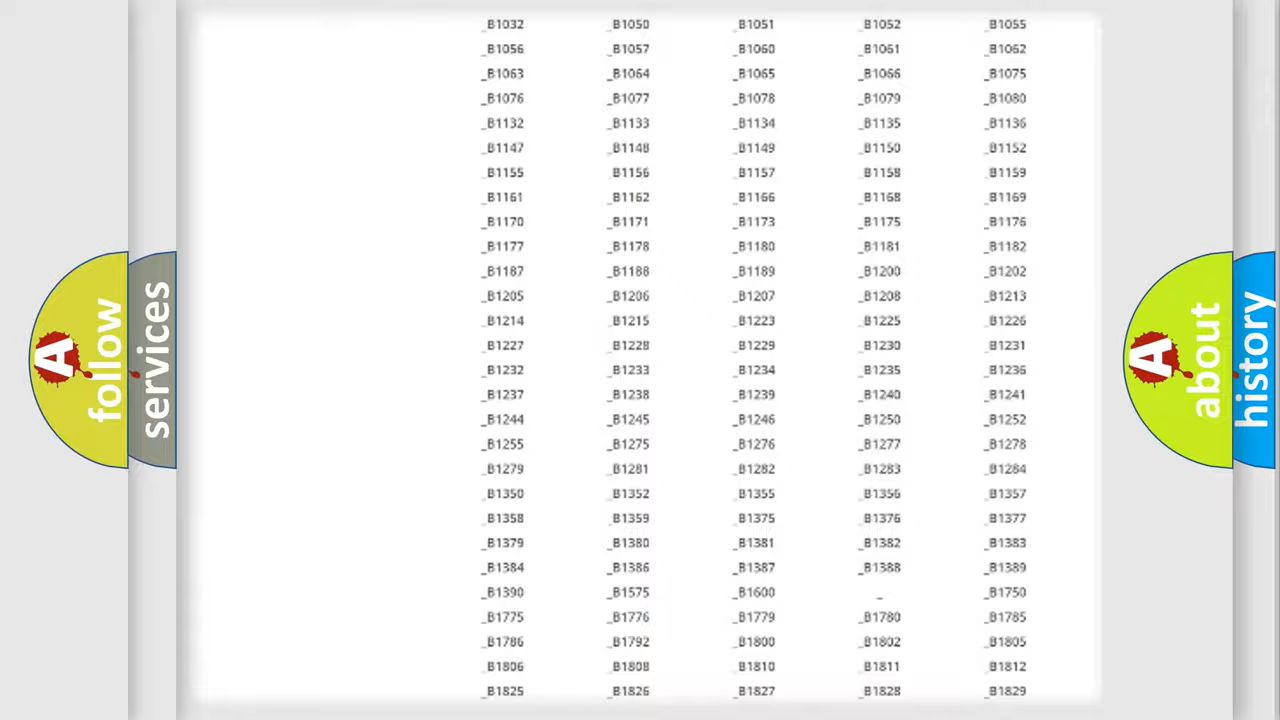 _B1032 _B1050 _B1051 _B1052 _B1055
_B1056 _B1057 _B1060 _B1061 _B1062
_B1063 _B1064 _B1065 _B1066 _B1075
_B1076 _B1077 _B1078 _B1079 _B1080
_B1132 _B1133 _B1134 _B1135 _B1136
_B1147 _B1148 _B1149 _B1150 _B1152
_B1155 _B1156 _B1157 _B1158 _B1159
_B1161 _B1162 _B1166 _B1168 _B1169
_B1170 _B1171 _B1173 _B1175 _B1176
_B1177 _B1178 _B1180 _B1181 _B1182
_B1187 _B1188 _B1189 _B1200 _B1202
_B1205 _B1206 _B1207 _B1208 _B1213
_B1214 _B1215 _B1223 _B1225 _B1226
_B1227 _B1228 _B1229 _B1230 _B1231
_B1232 _B1233 _B1234 _B1235 _B1236
_B1237 _B1238 _B1239 _B1240 _B1241
_B1244 _B1245 _B1246 _B1250 _B1252
_B1255 _B1275 _B1276 _B1277 _B1278
_B1279 _B1281 _B1282 _B1283 _B1284
_B1350 _B1352 _B1355 _B1356 _B1357
_B1358 _B1359 _B1375 _B1376 _B1377
_B1379 _B1380 _B1381 _B1382 _B1383
_B1384 _B1386 _B1387 _B1388 _B1389
_B1390 _B1575 _B1600 _ _B1750
_B1775 _B1776 _B1779 _B1780 _B1785
_B1786 _B1792 _B1800 _B1802 _B1805
_B1806 _B1808 _B1810 _B1811 _B1812
_B1825 _B1826 _B1827 _B1828 _B1829
A follow
services
A about
history